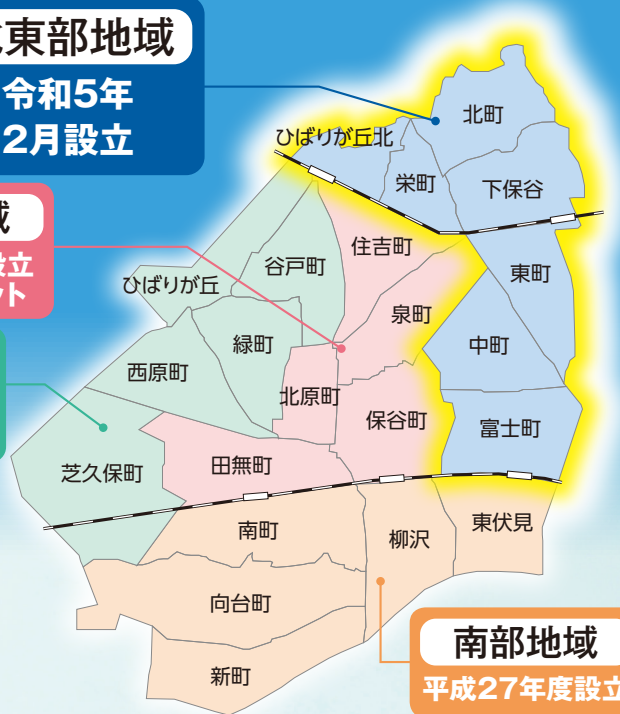 東部地域
令和5年
2月設立
域
設立
ット
北町
ひばりが丘北
栄町
下保谷
住吉町
東町
谷戸町
ひばりが丘
泉町
緑町
中町
西原町
北原町
保谷町
富士町
芝久保町
田無町
南町
柳沢
東伏見
向台町
新町
南部地域
平成27年度設立